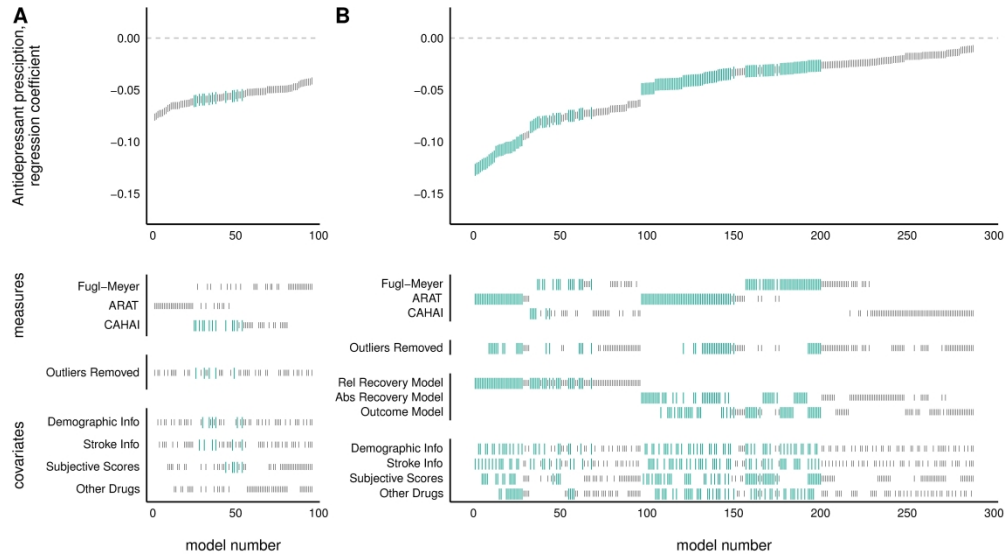 A
B
Antidepressant presciption,
regression coefficient
0.00
−0.05
−0.10
−0.15
0 50 100
0.00
−0.05
−0.10
−0.15
0 50 100 150 200 250 300
measures
Fugl−Meyer
ARAT
CAHAI
Outliers Removed
covariates
Demographic Info
Stroke Info
Subjective Scores
Other Drugs
0 50 100
model number
Fugl−Meyer
ARAT
CAHAI
Outliers Removed
Rel Recovery Model
Abs Recovery Model
Outcome Model
Demographic Info
Stroke Info
Subjective Scores
Other Drugs
0 50 100 150 200 250 300
model number